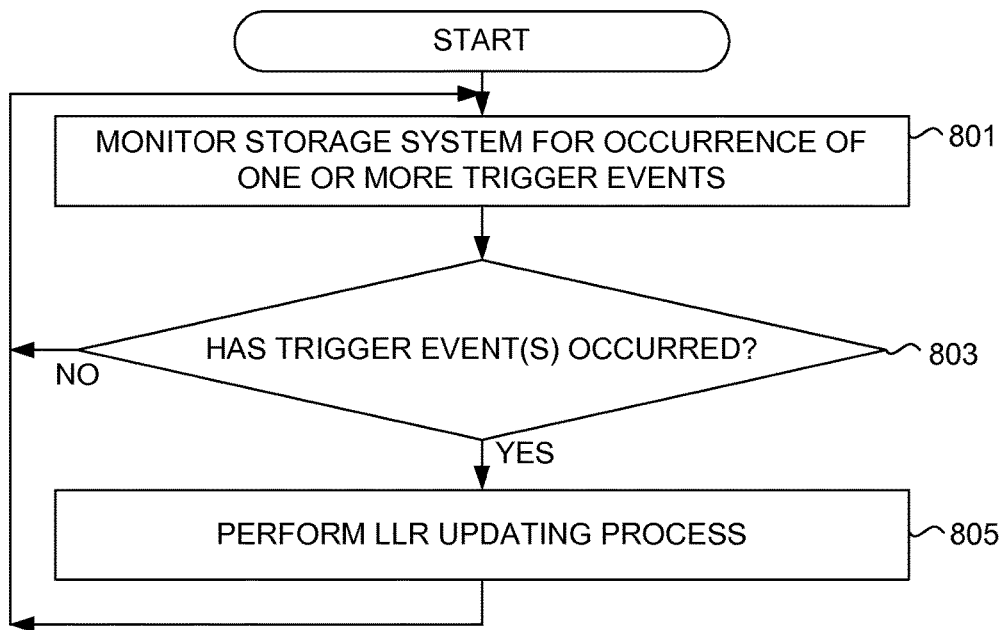 START
MONITOR STORAGE SYSTEM FOR OCCURRENCE OF
ONE OR MORE TRIGGER EVENTS
801
HAS TRIGGER EVENT(S) OCCURRED?
803
NO
YES
PERFORM LLR UPDATING PROCESS
805